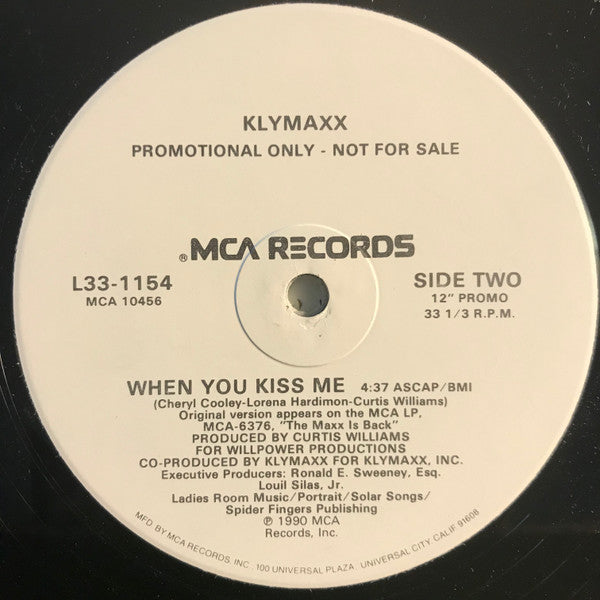 KLYMAXX
PROMOTIONAL ONLY - NOT FOR SALE
® MCA RECORDS
L33-1154
MCA 10456
SIDE TWO
12" PROMO
33 1/3 R.P.M.
WHEN YOU KISS ME 4:37 ASCAP/BMI
(Cheryl Cooley-Lorena Hardimon-Curtis Williams)
Original version appears on the MCA LP,
MCA-6376, "The Maxx Is Back"
PRODUCED BY CURTIS WILLIAMS
FOR WILLPOWER PRODUCTIONS
CO-PRODUCED BY KLYMAXX FOR KLYMAXX, INC.
Executive Producers: Ronald E. Sweeney, Esq.
Louil Silas, Jr.
Ladies Room Music/Portrait/Solar Songs/
Spider Fingers Publishing
℗ 1990 MCA
Records, Inc.
MFD. BY MCA RECORDS, INC., 100 UNIVERSAL PLAZA, UNIVERSAL CITY, CALIF. 91608